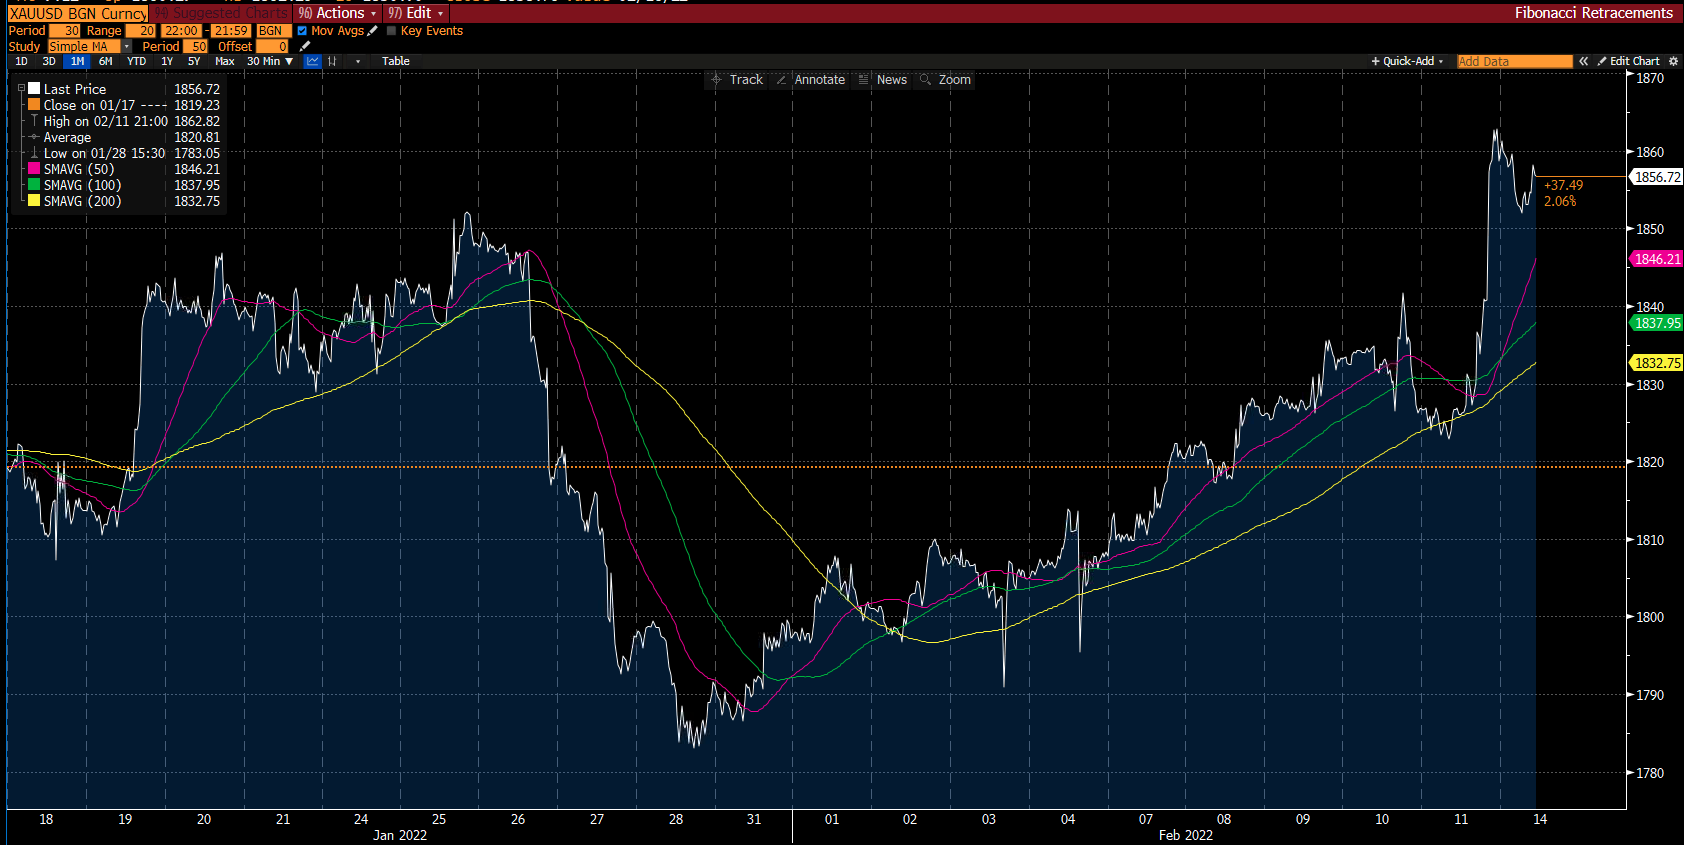 XAUUSD BGN Curncy 94) Suggested Charts 96) Actions 97) Edit Fibonacci Retracements
Period 30 Range 20 22:00 - 21:59 BGN Mov Avgs Key Events
Study Simple MA Period 50 Offset 0
1D 3D 1M 6M YTD 1Y 5Y Max 30 Min ▼ Table + Quick-Add Add Data « Edit Chart
Track Annotate News Zoom
Last Price 1856.72
Close on 01/17 ---- 1819.23
High on 02/11 21:00 1862.82
Average 1820.81
Low on 01/28 15:30 1783.05
SMAVG (50) 1846.21
SMAVG (100) 1837.95
SMAVG (200) 1832.75
1870
1860
1856.72
+37.49
2.06%
1850
1846.21
1840
1837.95
1832.75
1830
1820
1810
1800
1790
1780
18 19 20 21 24 25 26 27 28 31 01 02 03 04 07 08 09 10 11 14
Jan 2022 Feb 2022